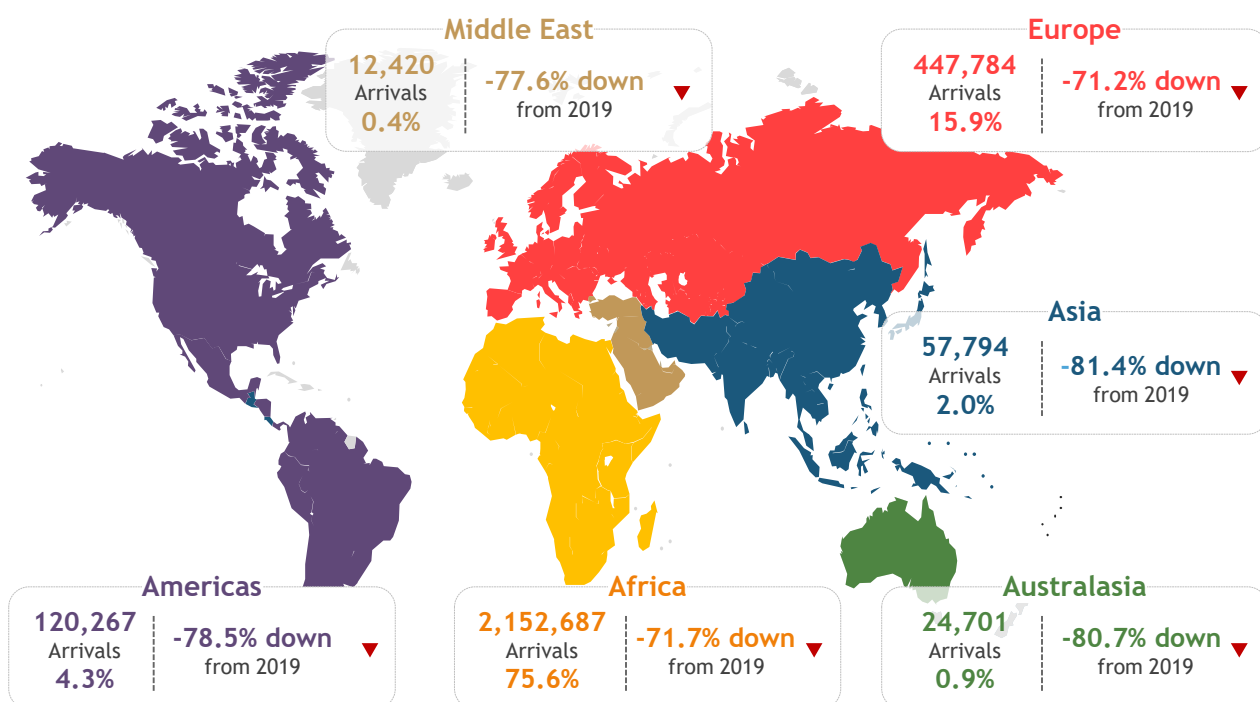 Middle East
12,420
Arrivals
0.4%
-77.6% down
from 2019
Europe
447,784
Arrivals
15.9%
-71.2% down
from 2019
Asia
57,794
Arrivals
2.0%
-81.4% down
from 2019
Americas
120,267
Arrivals
4.3%
-78.5% down
from 2019
Africa
2,152,687
Arrivals
75.6%
-71.7% down
from 2019
Australasia
24,701
Arrivals
0.9%
-80.7% down
from 2019